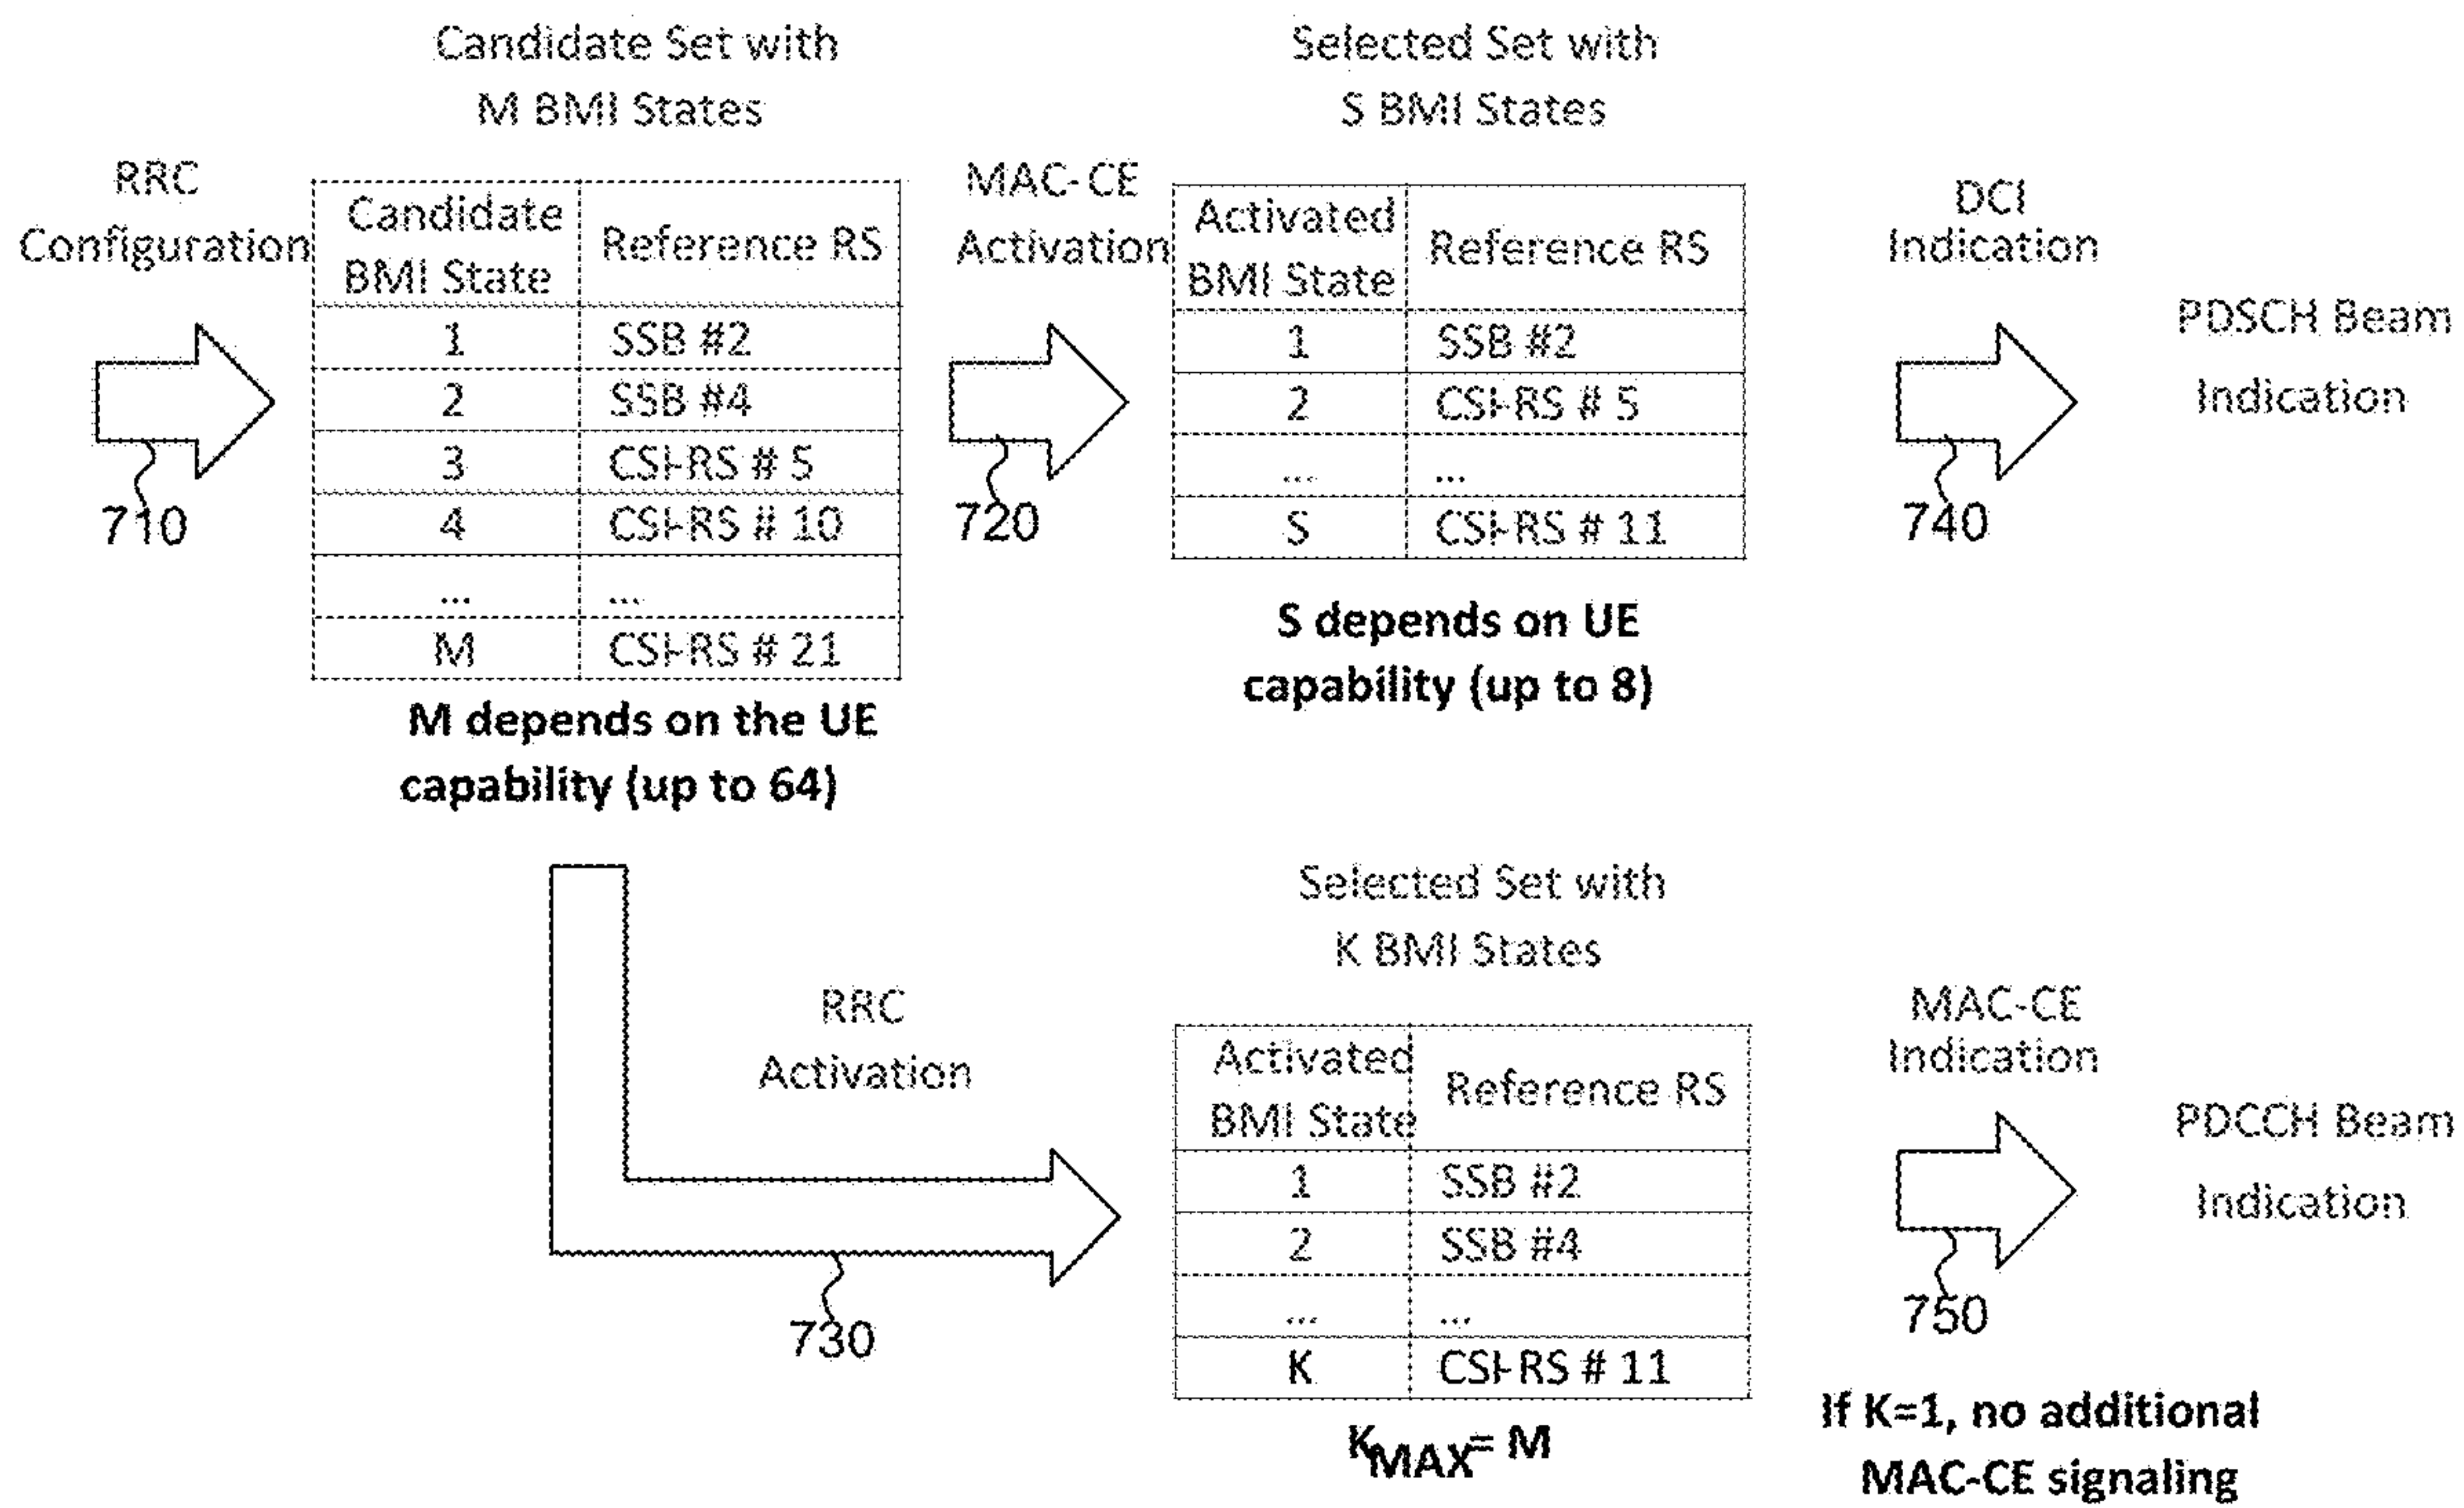 Candidate Set with
M BMI States
Selected Set with
S BMI States
RRC
Configuration
710
Candidate
BMI State
Reference RS
1 SSB #2
2 SSB #4
3 CSI-RS # 5
4 CSI-RS # 10
... ...
M CSI-RS # 21
M depends on the UE
capability (up to 64)
MAC-CE
Activation
720
Activated
BMI State
Reference RS
1 SSB #2
2 CSI-RS # 5
... ...
S CSI-RS # 11
S depends on UE
capability (up to 8)
DCI
Indication
740
PDSCH Beam
Indication
RRC
Activation
730
Selected Set with
K BMI States
Activated
BMI State
Reference RS
1 SSB #2
2 SSB #4
... ...
K CSI-RS # 11
KMAX= M
MAC-CE
Indication
750
PDCCH Beam
Indication
If K=1, no additional
MAC-CE signaling